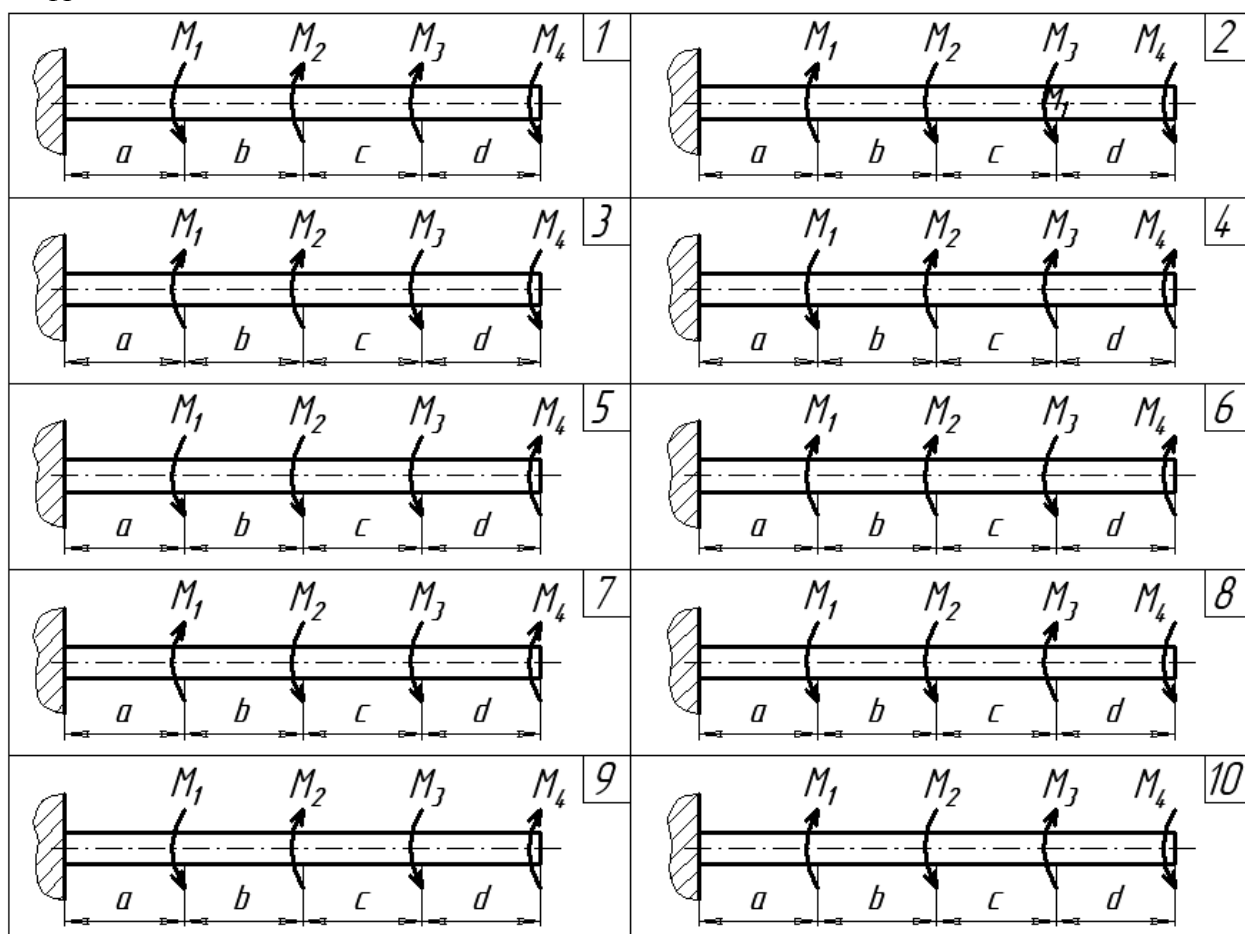 M₁ M₂ M₃ M₄ 1
a b c d
M₁ M₂ M₃ M₄ 2
M₁
a b c d
M₁ M₂ M₃ M₄ 3
a b c d
M₁ M₂ M₃ M₄ 4
a b c d
M₁ M₂ M₃ M₄ 5
a b c d
M₁ M₂ M₃ M₄ 6
a b c d
M₁ M₂ M₃ M₄ 7
a b c d
M₁ M₂ M₃ M₄ 8
a b c d
M₁ M₂ M₃ M₄ 9
a b c d
M₁ M₂ M₃ M₄ 10
a b c d